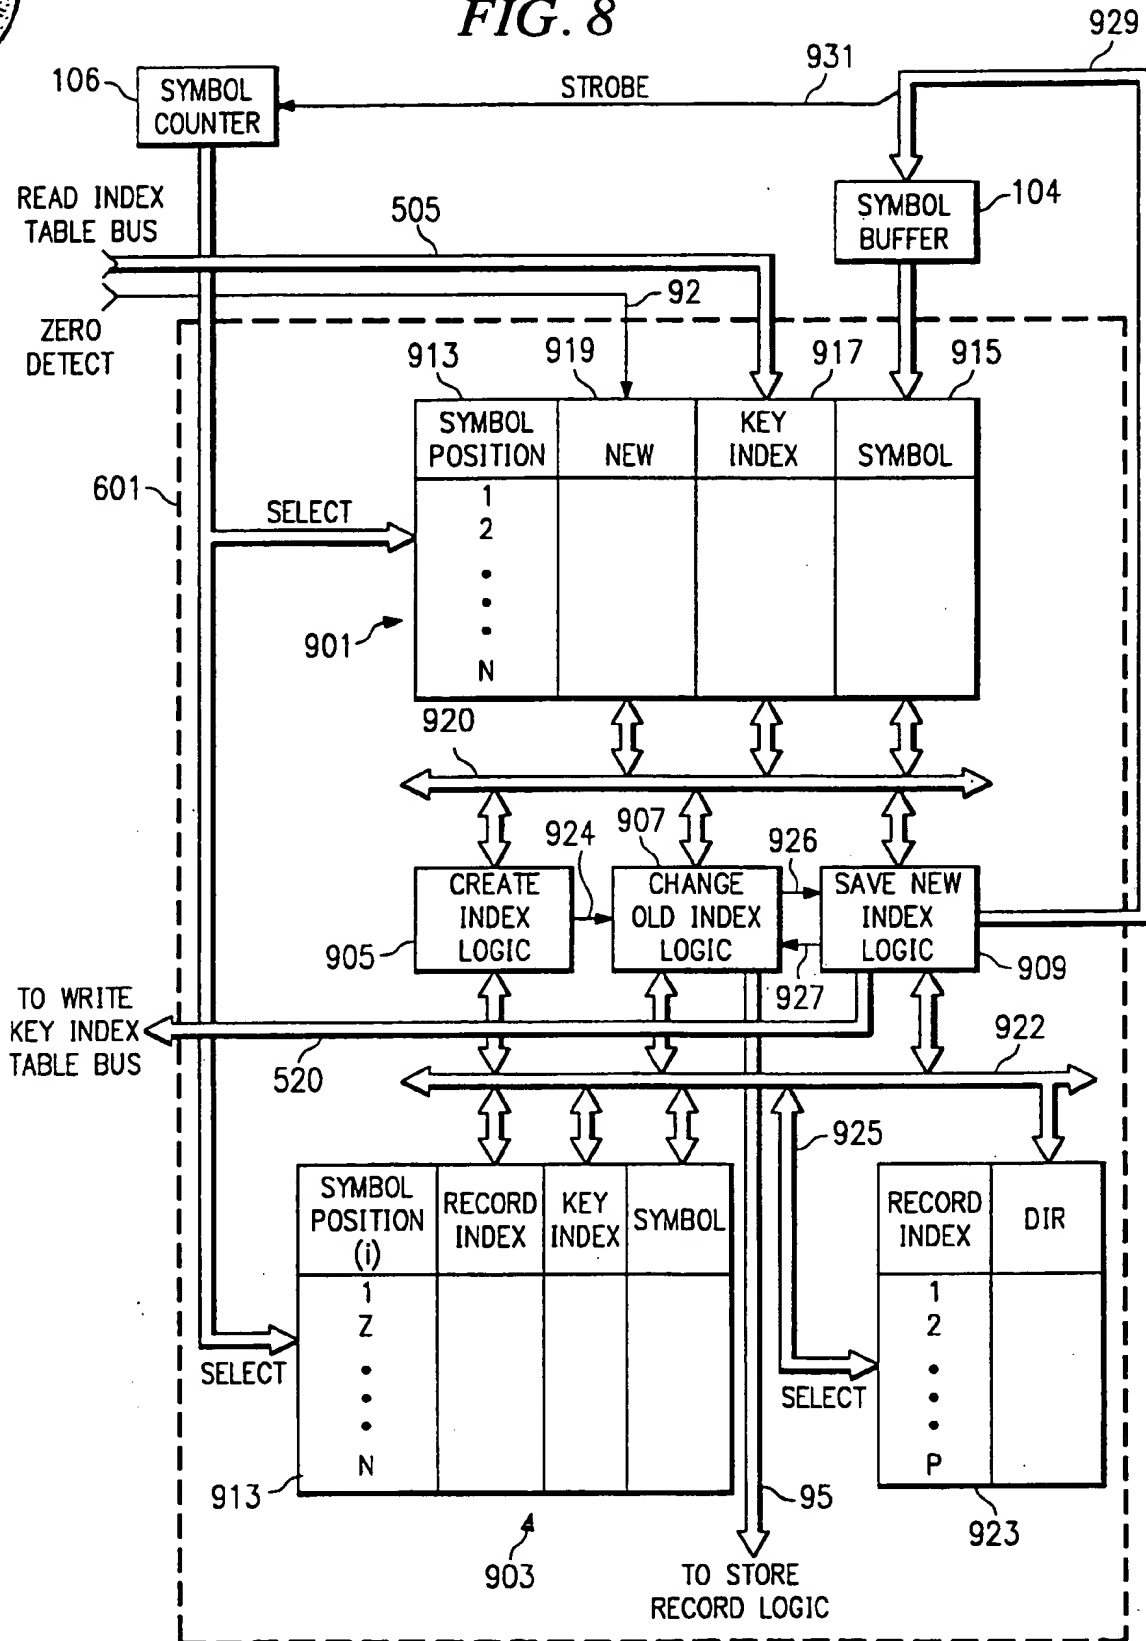 FIG. 8
929
931
106
SYMBOL
COUNTER
STROBE
READ INDEX
TABLE BUS
505
SYMBOL
BUFFER
104
92
ZERO
DETECT
913
919
917
915
SYMBOL
POSITION
NEW
KEY
INDEX
SYMBOL
601
SELECT
1
2
N
901
920
907
924
926
CREATE
INDEX
LOGIC
CHANGE
OLD INDEX
LOGIC
SAVE NEW
INDEX
LOGIC
905
927
909
TO WRITE
KEY INDEX
TABLE BUS
520
922
925
SYMBOL
POSITION
(i)
RECORD
INDEX
KEY
INDEX
SYMBOL
RECORD
INDEX
DIR
1
Z
N
1
2
P
SELECT
SELECT
913
95
923
903
TO STORE
RECORD LOGIC